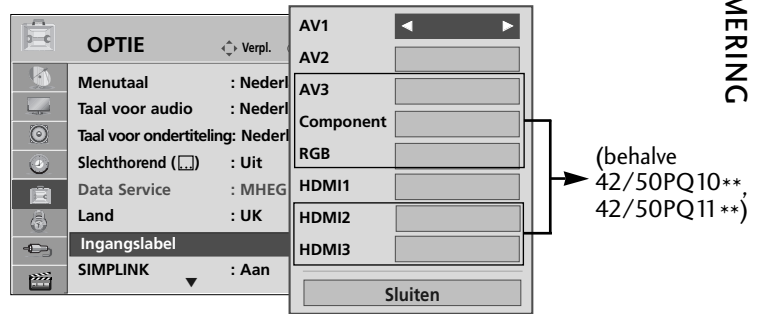 OPTIE
Verpl.
Menutaal : Nederl
Taal voor audio : Nederl
Taal voor ondertiteling: Nederl
Slechthorend ( ) : Uit
Data Service : MHEG
Land : UK
Ingangslabel
SIMPLINK : Aan
AV1
AV2
AV3
Component
RGB
HDMI1
HDMI2
HDMI3
Sluiten
(behalve
42/50PQ10**,
42/50PQ11**)
MERING